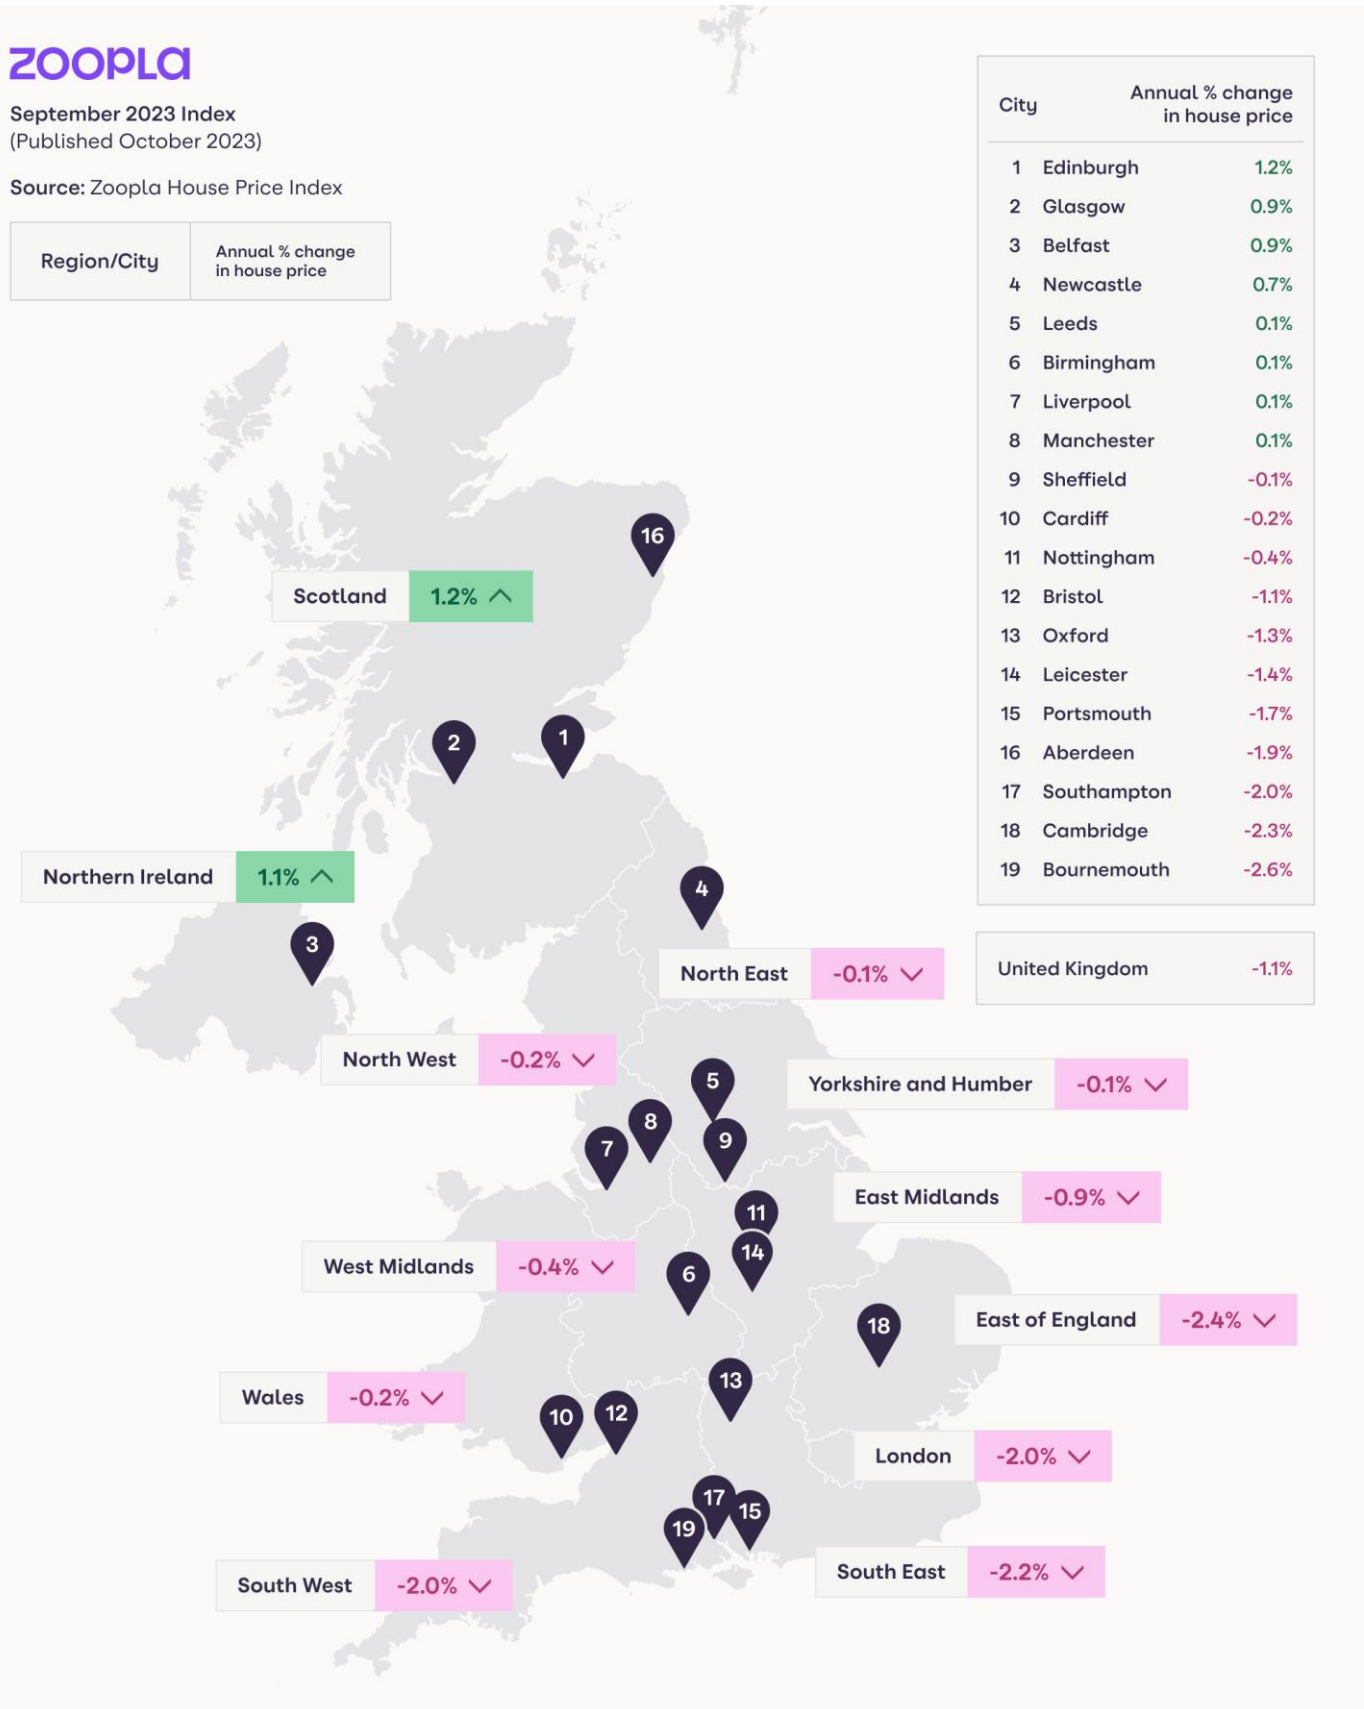 ZOOPLA
September 2023 Index
(Published October 2023)
Source: Zoopla House Price Index
Region/City
Annual % change
in house price
City
Annual % change
in house price
1 Edinburgh 1.2%
2 Glasgow 0.9%
3 Belfast 0.9%
4 Newcastle 0.7%
5 Leeds 0.1%
6 Birmingham 0.1%
7 Liverpool 0.1%
8 Manchester 0.1%
9 Sheffield -0.1%
10 Cardiff -0.2%
11 Nottingham -0.4%
12 Bristol -1.1%
13 Oxford -1.3%
14 Leicester -1.4%
15 Portsmouth -1.7%
16 Aberdeen -1.9%
17 Southampton -2.0%
18 Cambridge -2.3%
19 Bournemouth -2.6%
United Kingdom -1.1%
16
Scotland 1.2%
2
1
Northern Ireland 1.1%
4
3
North East -0.1%
North West -0.2%
5
Yorkshire and Humber -0.1%
8
7
9
East Midlands -0.9%
11
14
West Midlands -0.4%
6
18
East of England -2.4%
13
Wales -0.2%
10
12
London -2.0%
17
15
19
South East -2.2%
South West -2.0%